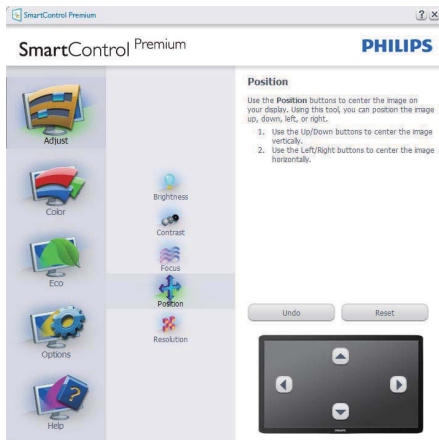 SmartControl Premium
? X
SmartControl Premium
PHILIPS
Adjust
Color
Eco
Options
Help
Brightness
Contrast
Focus
Position
Resolution
Position
Use the Position buttons to center the image on
your display. Using this tool, you can position the image
up, down, left, or right.
1. Use the Up/Down buttons to center the image
vertically.
2. Use the Left/Right buttons to center the image
horizontally.
Undo
Reset
PHILIPS